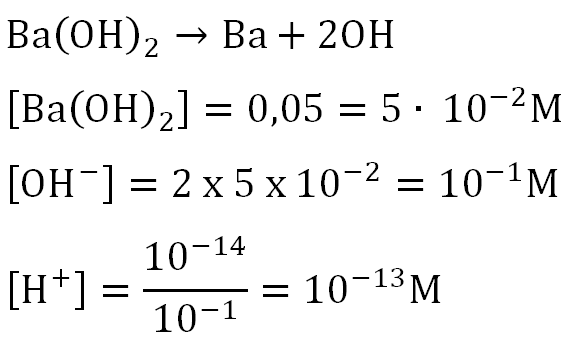 Ba(OH)₂ → Ba + 2OH
[Ba(OH)₂] = 0,05 = 5 · 10⁻²M
[OH⁻] = 2 x 5 x 10⁻² = 10⁻¹M
[H⁺] = 10⁻¹⁴/10⁻¹ = 10⁻¹³M